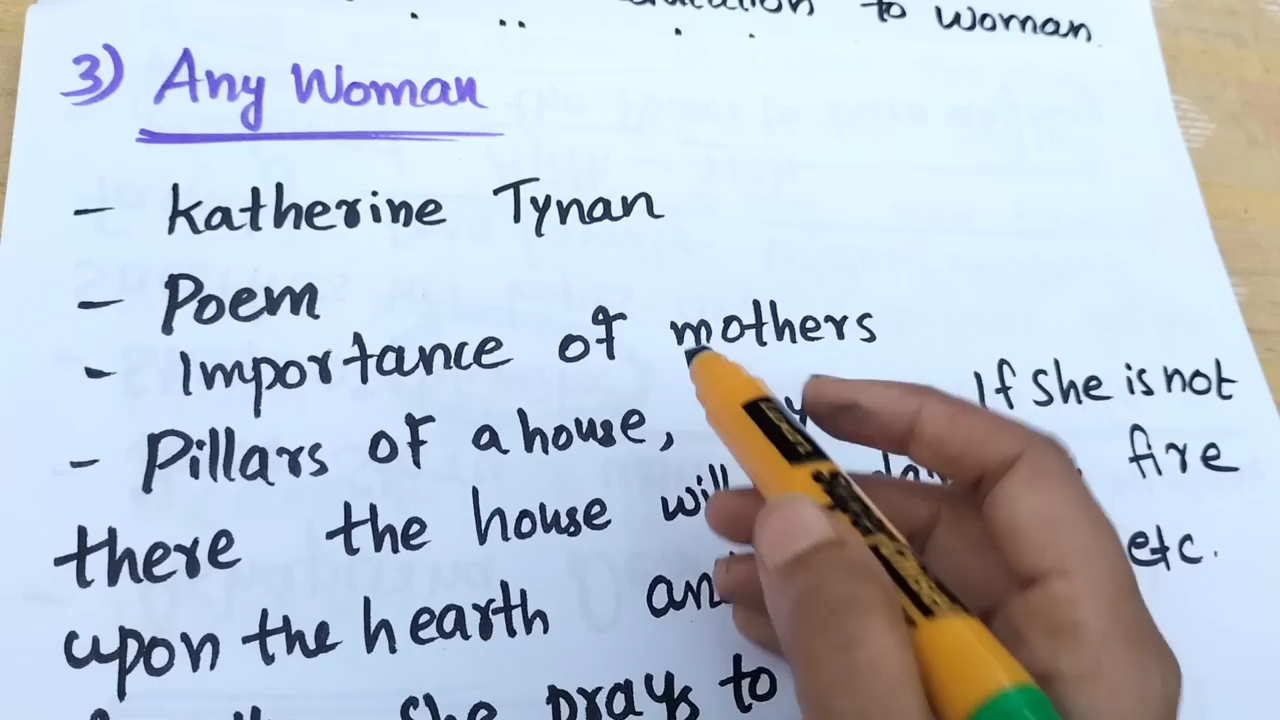 to woman
3) Any Woman
- Katherine Tynan
- Poem
- Importance of mothers
- Pillars of a house, If she is not
there the house will fire
upon the hearth etc.
she prays to